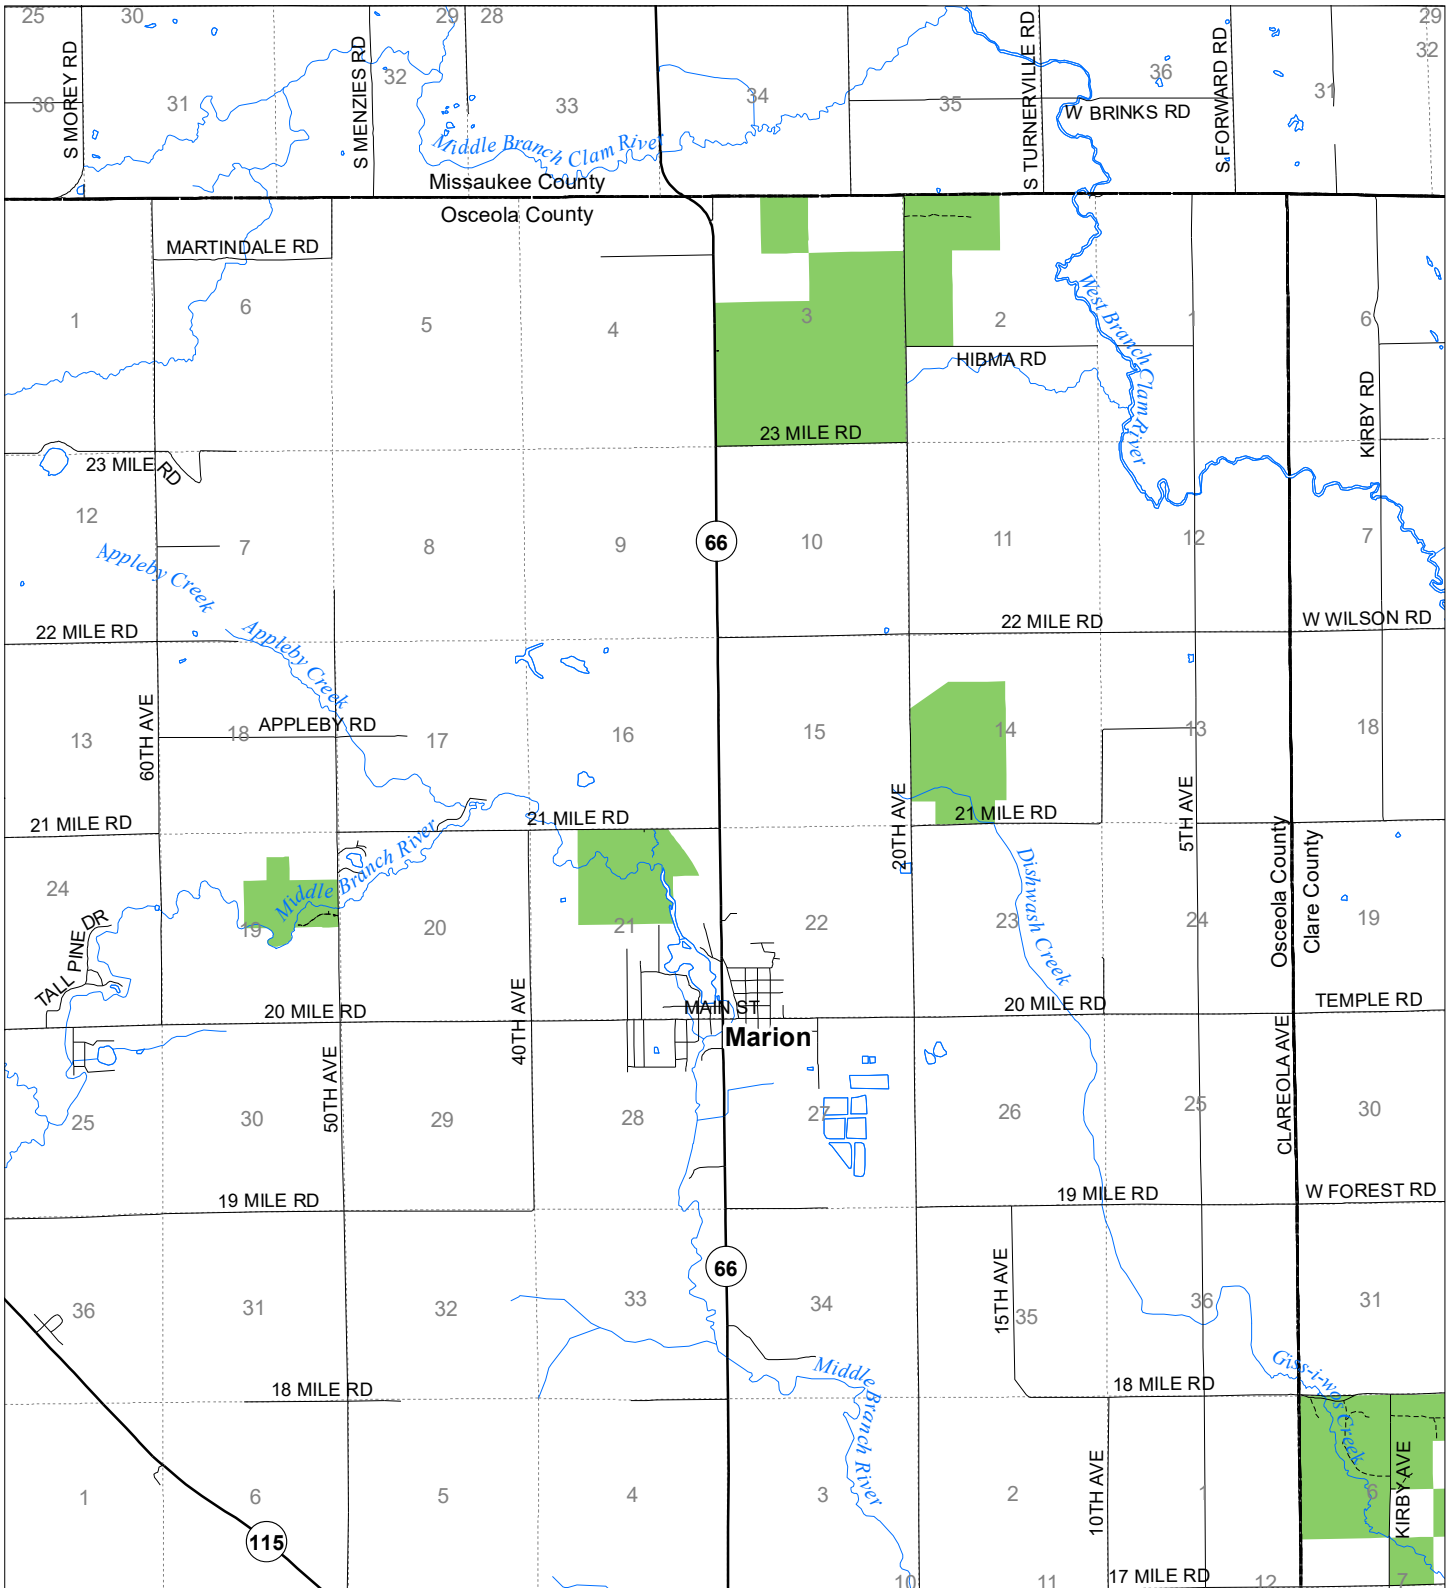 25
30
29
28
29
32
S MOREY RD
S MENZIES RD
32
S TURNERVILLE RD
36
S FORWARD RD
36
31
33
34
35
W BRINKS RD
31
Middle Branch Clam River
Missaukee County
Osceola County
MARTINDALE RD
1
6
5
4
3
2
1
6
West Branch Clam River
HIBMA RD
KIRBY RD
23 MILE RD
23 MILE RD
12
7
8
9
66
10
11
12
7
Appleby Creek
Appleby Creek
22 MILE RD
22 MILE RD
W WILSON RD
60TH AVE
13
18
APPLEBY RD
17
16
15
14
13
18
21 MILE RD
21 MILE RD
20TH AVE
21 MILE RD
5TH AVE
Osceola County
Clare County
24
Middle Branch River
19
20
21
22
23
Dishwash Creek
24
19
TALL PINE DR
20 MILE RD
40TH AVE
MAIN ST
Marion
20 MILE RD
TEMPLE RD
50TH AVE
CLAREOLA AVE
25
30
29
28
27
26
25
30
19 MILE RD
19 MILE RD
W FOREST RD
66
15TH AVE
36
31
32
33
34
35
36
31
Middle Branch River
Giss-i-was Creek
18 MILE RD
18 MILE RD
10TH AVE
KIRBY AVE
1
6
5
4
3
2
1
6
115
10
11
17 MILE RD
12
7